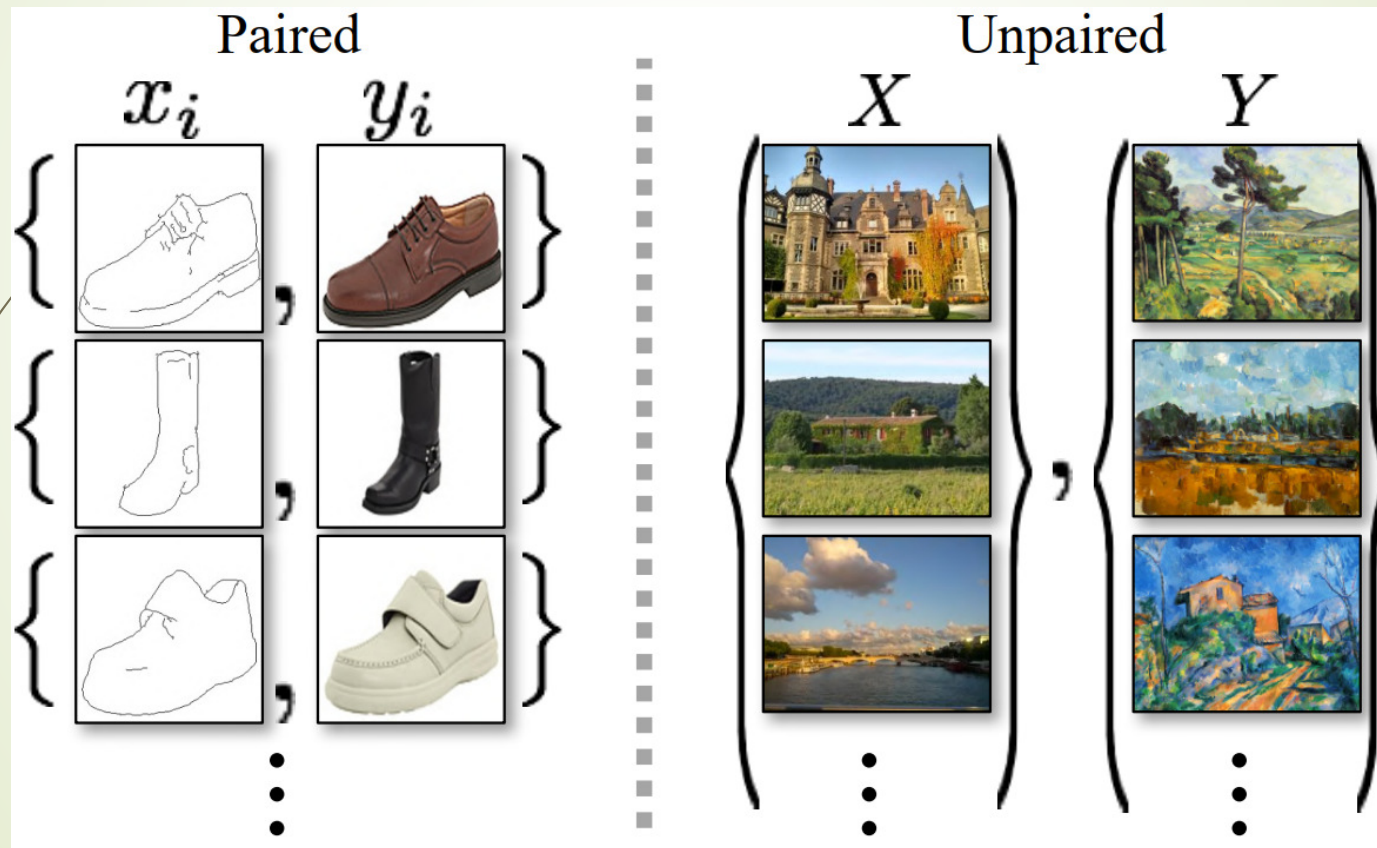 Paired
x_i y_i
{ , }
{ , }
{ , }
⋮
Unpaired
X Y
{ } , { }
⋮ ⋮